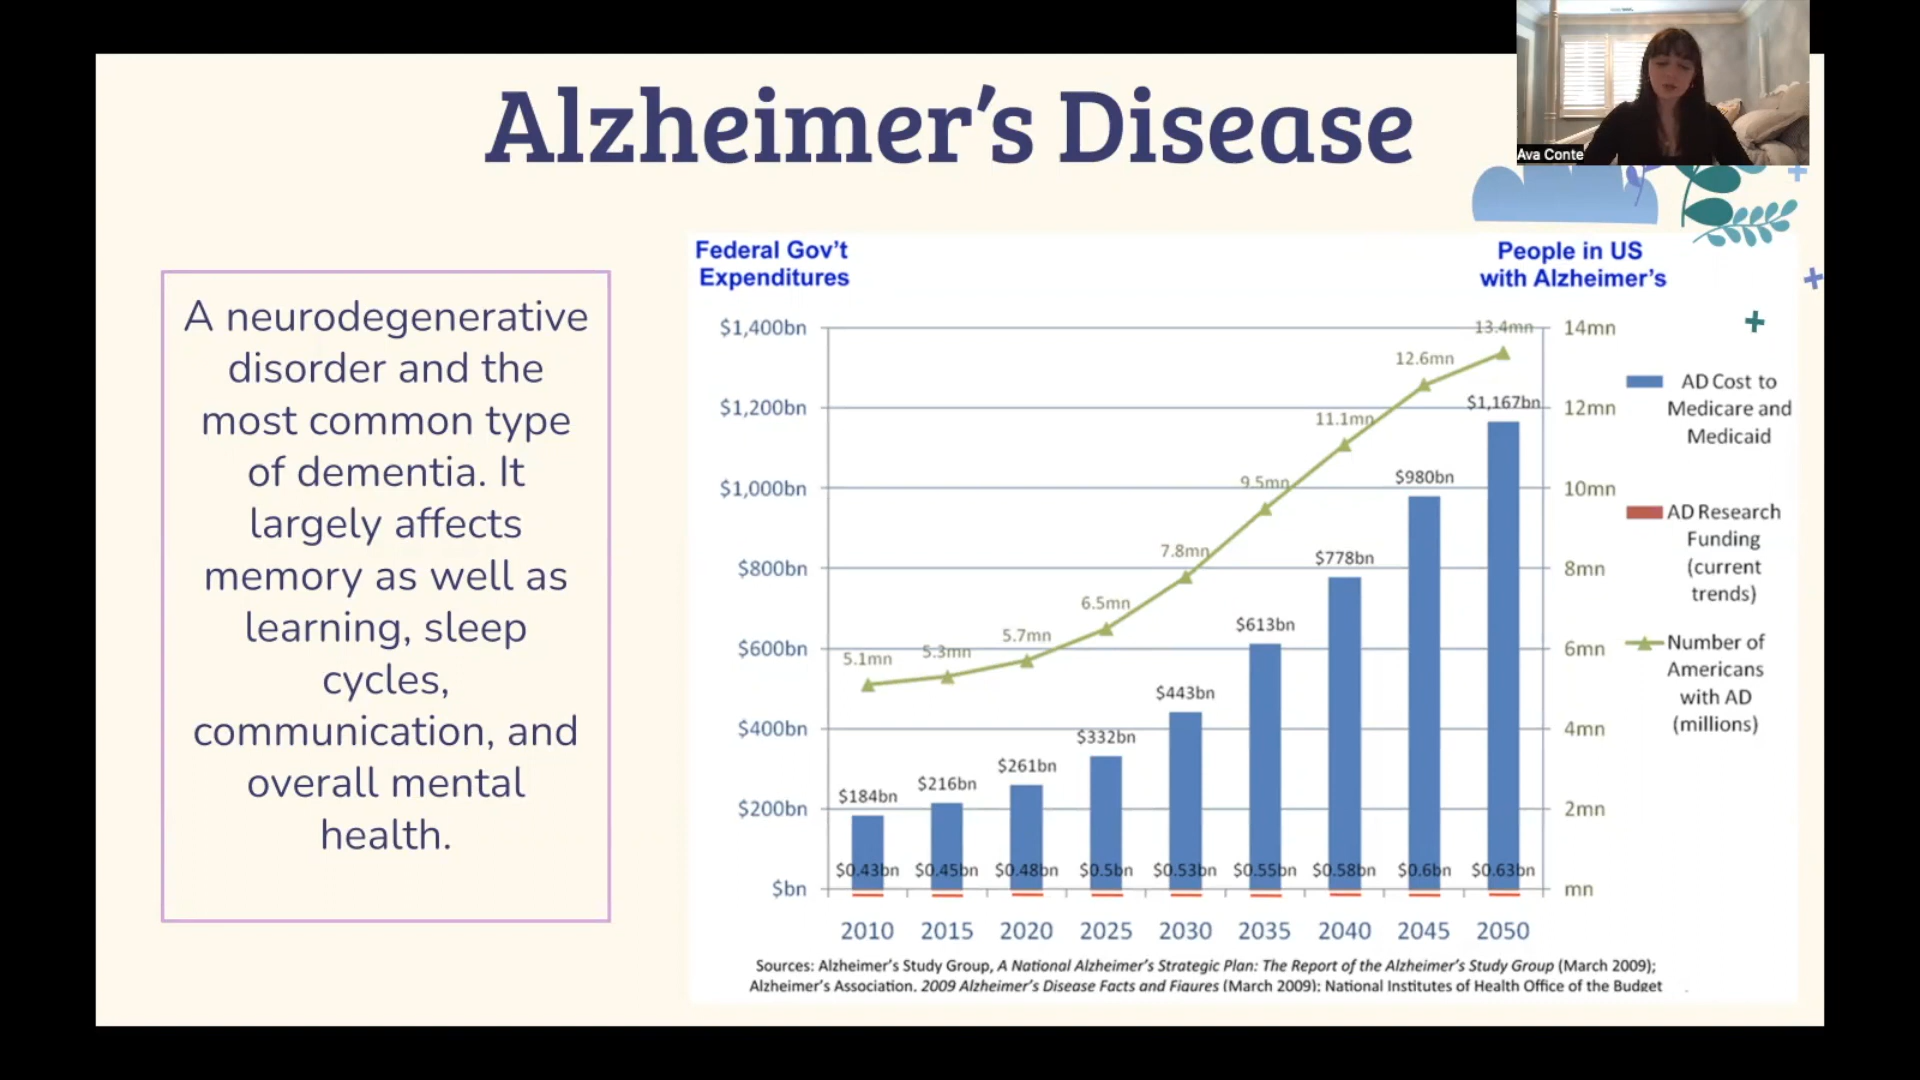 Alzheimer’s Disease
Ava Conte
A neurodegenerative
disorder and the
most common type
of dementia. It
largely affects
memory as well as
learning, sleep
cycles,
communication, and
overall mental
health.
Federal Gov’t
Expenditures
People in US
with Alzheimer’s
$1,400bn
$1,200bn
$1,000bn
$800bn
$600bn
$400bn
$200bn
$bn
5.1mn
5.3mn
5.7mn
6.5mn
7.8mn
9.5mn
11.1mn
12.6mn
13.4mn
$184bn
$216bn
$261bn
$332bn
$443bn
$613bn
$778bn
$980bn
$1,167bn
$0.43bn
$0.45bn
$0.48bn
$0.5bn
$0.53bn
$0.55bn
$0.58bn
$0.6bn
$0.63bn
14mn
12mn
10mn
8mn
6mn
4mn
2mn
mn
2010
2015
2020
2025
2030
2035
2040
2045
2050
AD Cost to
Medicare and
Medicaid
AD Research
Funding
(current
trends)
Number of
Americans
with AD
(millions)
Sources: Alzheimer’s Study Group, A National Alzheimer’s Strategic Plan: The Report of the Alzheimer’s Study Group (March 2009);
Alzheimer’s Association. 2009 Alzheimer’s Disease Facts and Figures (March 2009); National Institutes of Health Office of the Budget